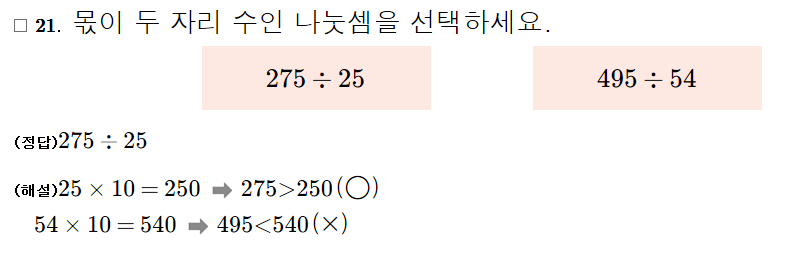 □ 21. 몫이 두 자리 수인 나눗셈을 선택하세요.
275 ÷ 25 495 ÷ 54
(정답)275 ÷ 25
(해설)25 × 10 = 250 ➡ 275>250(◯)
54 × 10 = 540 ➡ 495<540(×)